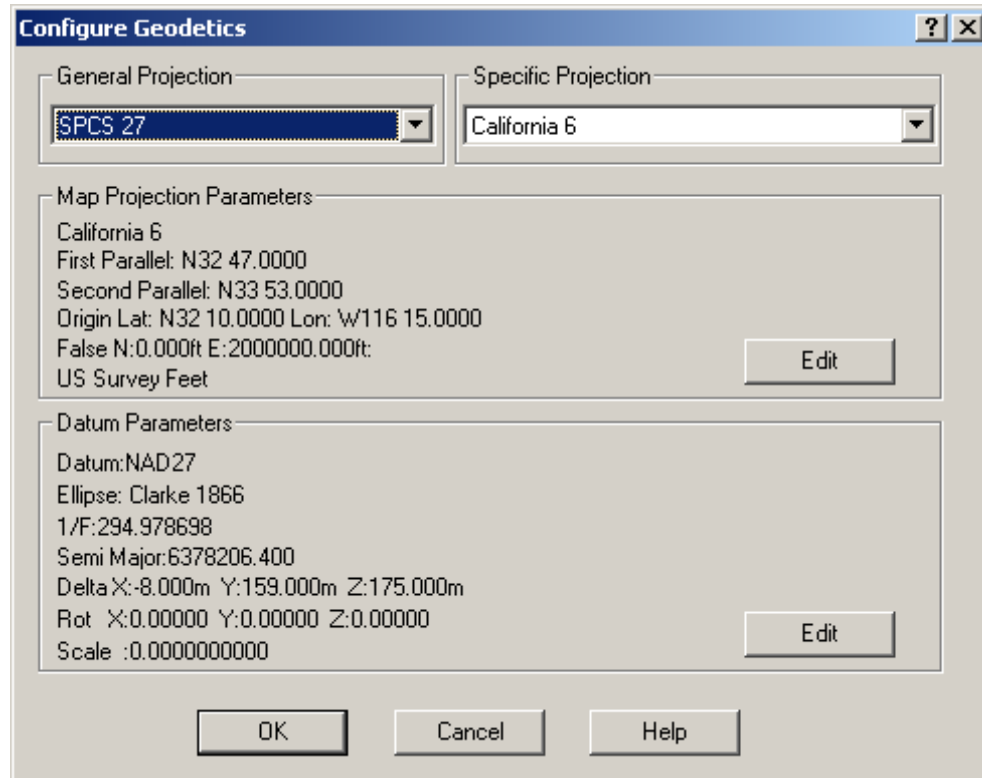 Configure Geodetics
General Projection
SPCS 27
Specific Projection
California 6
Map Projection Parameters
California 6
First Parallel: N32 47.0000
Second Parallel: N33 53.0000
Origin Lat: N32 10.0000 Lon: W116 15.0000
False N:0.000ft E:2000000.000ft:
US Survey Feet
Edit
Datum Parameters
Datum:NAD27
Ellipse: Clarke 1866
1/F:294.978698
Semi Major:6378206.400
Delta X:-8.000m Y:159.000m Z:175.000m
Rot X:0.00000 Y:0.00000 Z:0.00000
Scale :0.0000000000
Edit
OK Cancel Help